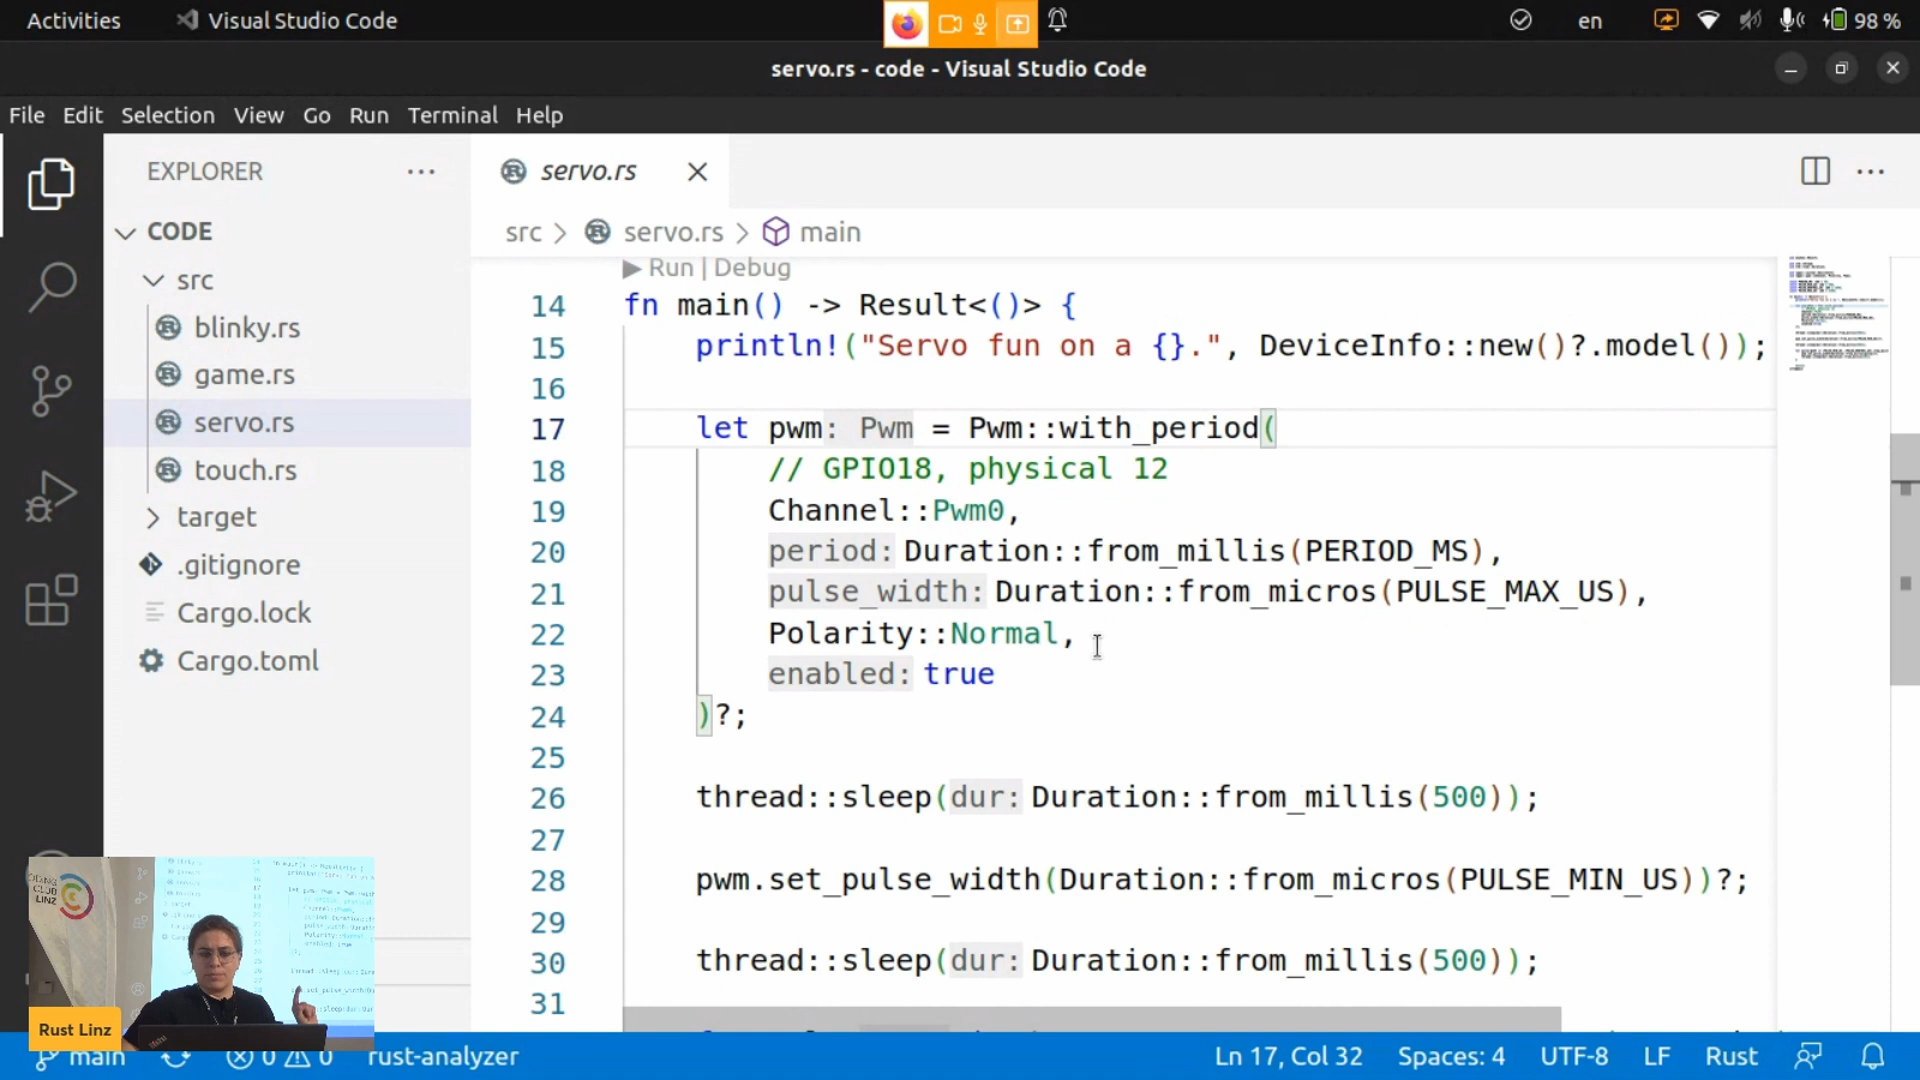 Activities
Visual Studio Code
en
98 %
servo.rs - code - Visual Studio Code
File Edit Selection View Go Run Terminal Help
EXPLORER
servo.rs
CODE
src > servo.rs > main
src
blinky.rs
game.rs
servo.rs
touch.rs
target
.gitignore
Cargo.lock
Cargo.toml
Run | Debug
14 fn main() -> Result<()> {
15 println!("Servo fun on a {}.", DeviceInfo::new()?.model());
16
17 let pwm: Pwm = Pwm::with_period(
18 // GPIO18, physical 12
19 Channel::Pwm0,
20 period: Duration::from_millis(PERIOD_MS),
21 pulse_width: Duration::from_micros(PULSE_MAX_US),
22 Polarity::Normal,
23 enabled: true
24 )?;
25
26 thread::sleep(dur: Duration::from_millis(500));
27
28 pwm.set_pulse_width(Duration::from_micros(PULSE_MIN_US))?;
29
30 thread::sleep(dur: Duration::from_millis(500));
31
CLUB
LINZ
Rust Linz
main
0
0
rust-analyzer
Ln 17, Col 32
Spaces: 4
UTF-8
LF
Rust